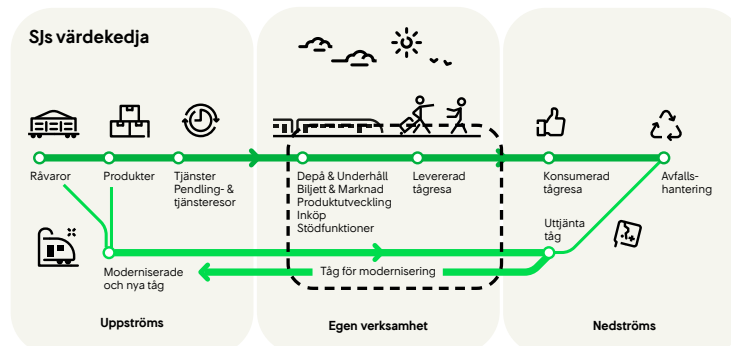 SJs värdekedja
Råvaror
Produkter
Tjänster
Pendling- &
tjänsteresor
Depå & Underhåll
Biljett & Marknad
Produktutveckling
Inköp
Stödfunktioner
Levererad
tågresa
Konsumerad
tågresa
Avfalls-
hantering
Uttjänta
tåg
Moderniserade
och nya tåg
Tåg för modernisering
Uppströms
Egen verksamhet
Nedströms